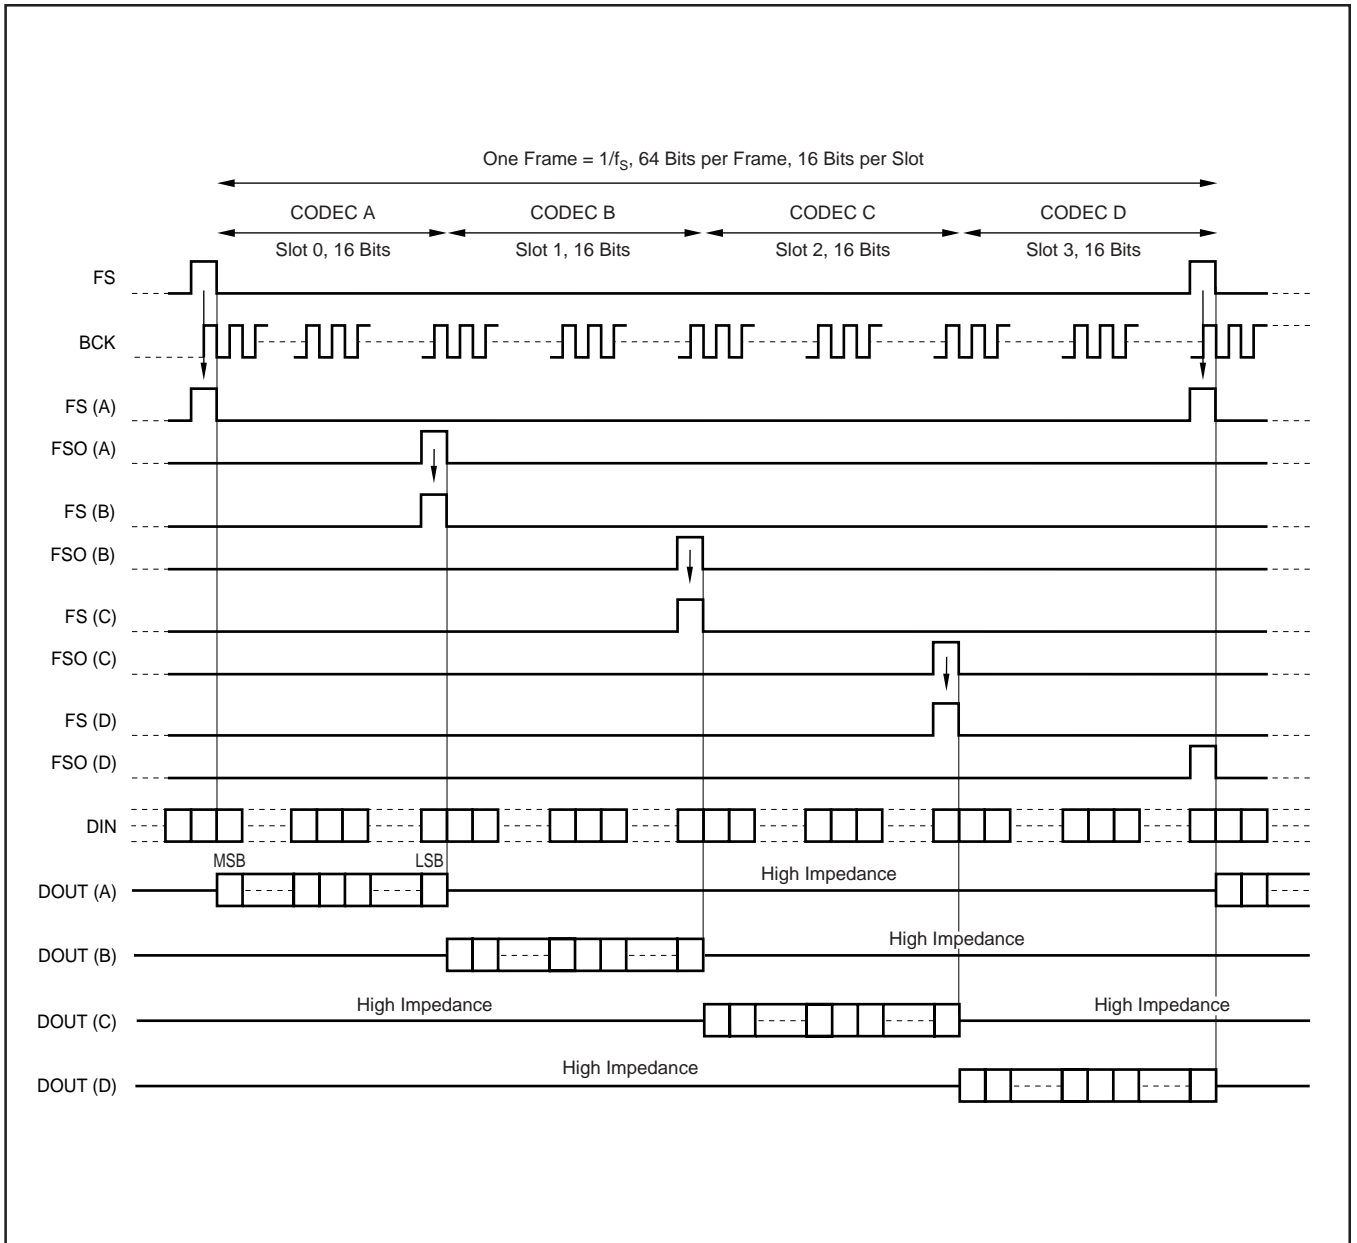 One Frame = 1/fS, 64 Bits per Frame, 16 Bits per Slot
CODEC A CODEC B CODEC C CODEC D
Slot 0, 16 Bits Slot 1, 16 Bits Slot 2, 16 Bits Slot 3, 16 Bits
FS
BCK
FS (A)
FSO (A)
FS (B)
FSO (B)
FS (C)
FSO (C)
FS (D)
FSO (D)
DIN
MSB LSB
DOUT (A) High Impedance
DOUT (B) High Impedance
DOUT (C) High Impedance High Impedance
DOUT (D) High Impedance